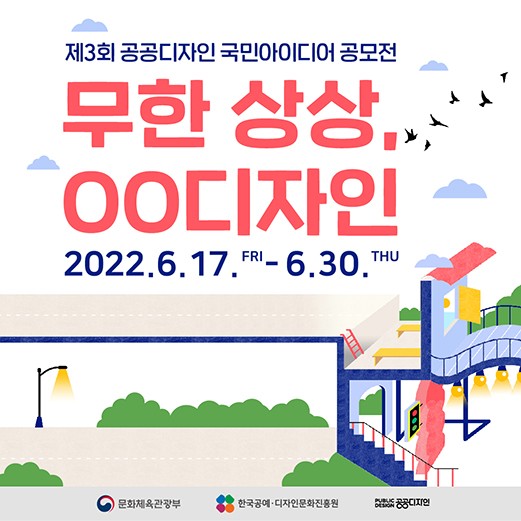 제3회 공공디자인 국민아이디어 공모전
무한 상상,
OO디자인
2022.6.17. FRI - 6.30. THU
문화체육관광부 한국공예·디자인문화진흥원 PUBLIC DESIGN 공공디자인